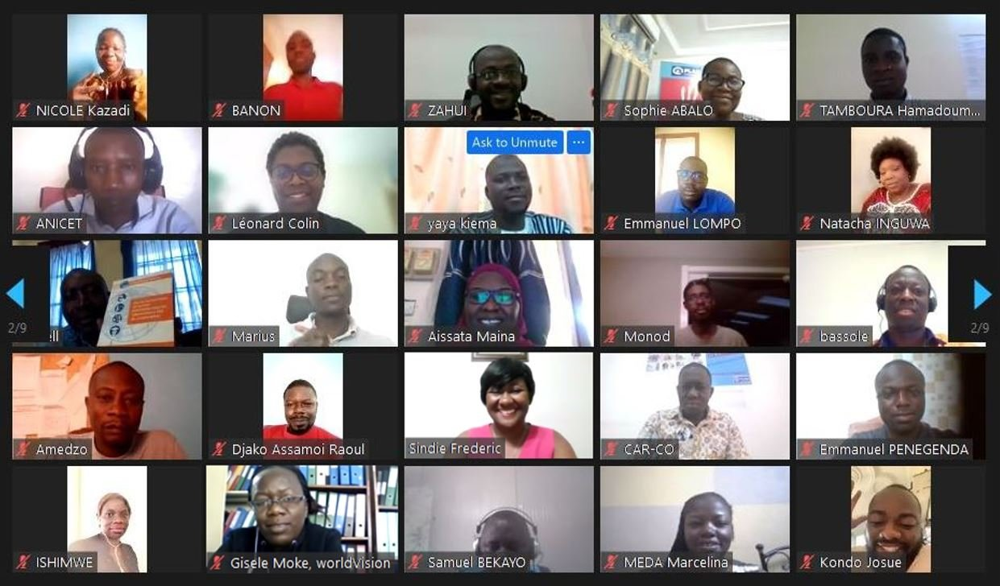 NICOLE Kazadi
BANON
ZAHUI
Sophie ABALO
TAMBOURA Hamadoum...
ANICET
Léonard Colin
Ask to Unmute
yaya kiema
Emmanuel LOMPO
Natacha INGUWA
2/9
ell
Marius
Aissata Maina
Monod
bassole
2/9
Amedzo
Djako Assamoi Raoul
Sindie Frederic
CAR-CO
Emmanuel PENEGENDA
ISHIMWE
Gisele Moke, worldVision
Samuel BEKAYO
MEDA Marcelina
Kondo Josue